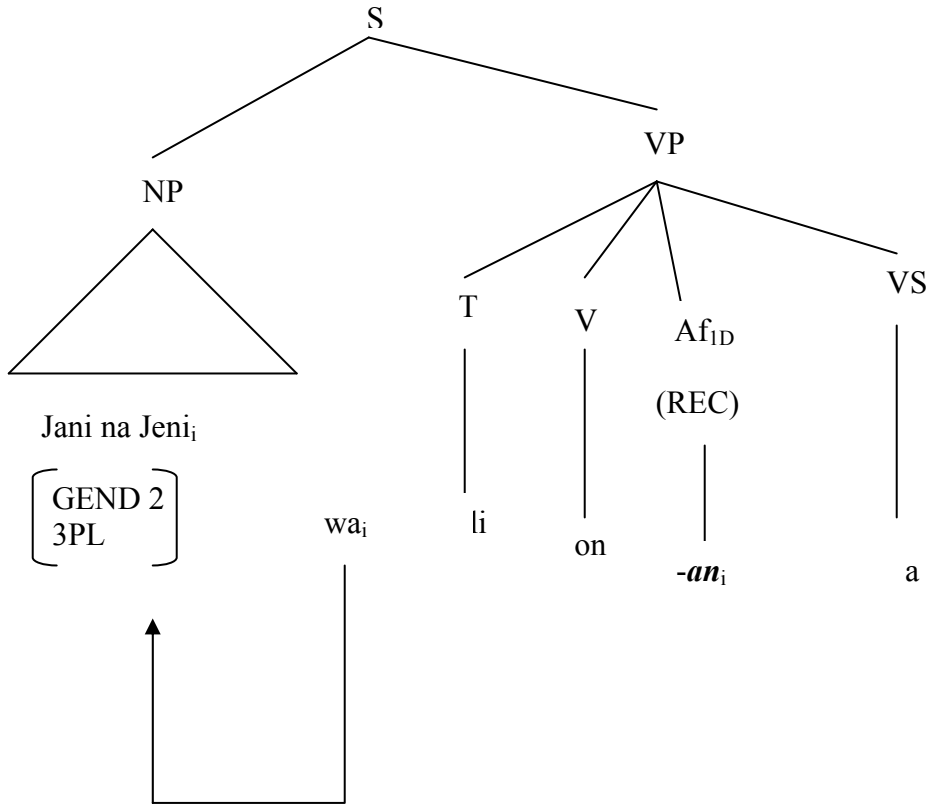 S
VP
NP
VS
T
V
Af1D
(REC)
Jani na Jenii
GEND 2
3PL
wai
li
on
-ani
a